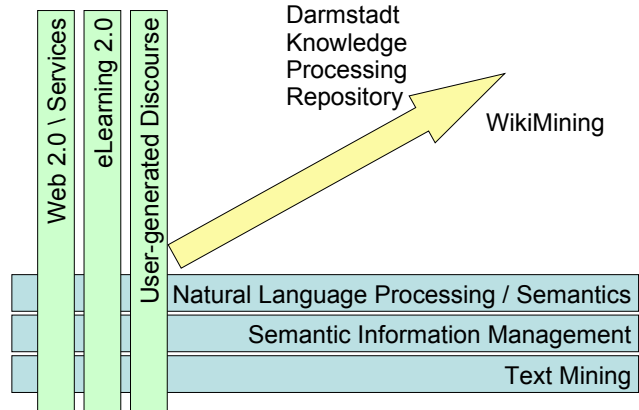 Web 2.0 \ Services
eLearning 2.0
User-generated Discourse
Darmstadt
Knowledge
Processing
Repository
WikiMining
Natural Language Processing / Semantics
Semantic Information Management
Text Mining